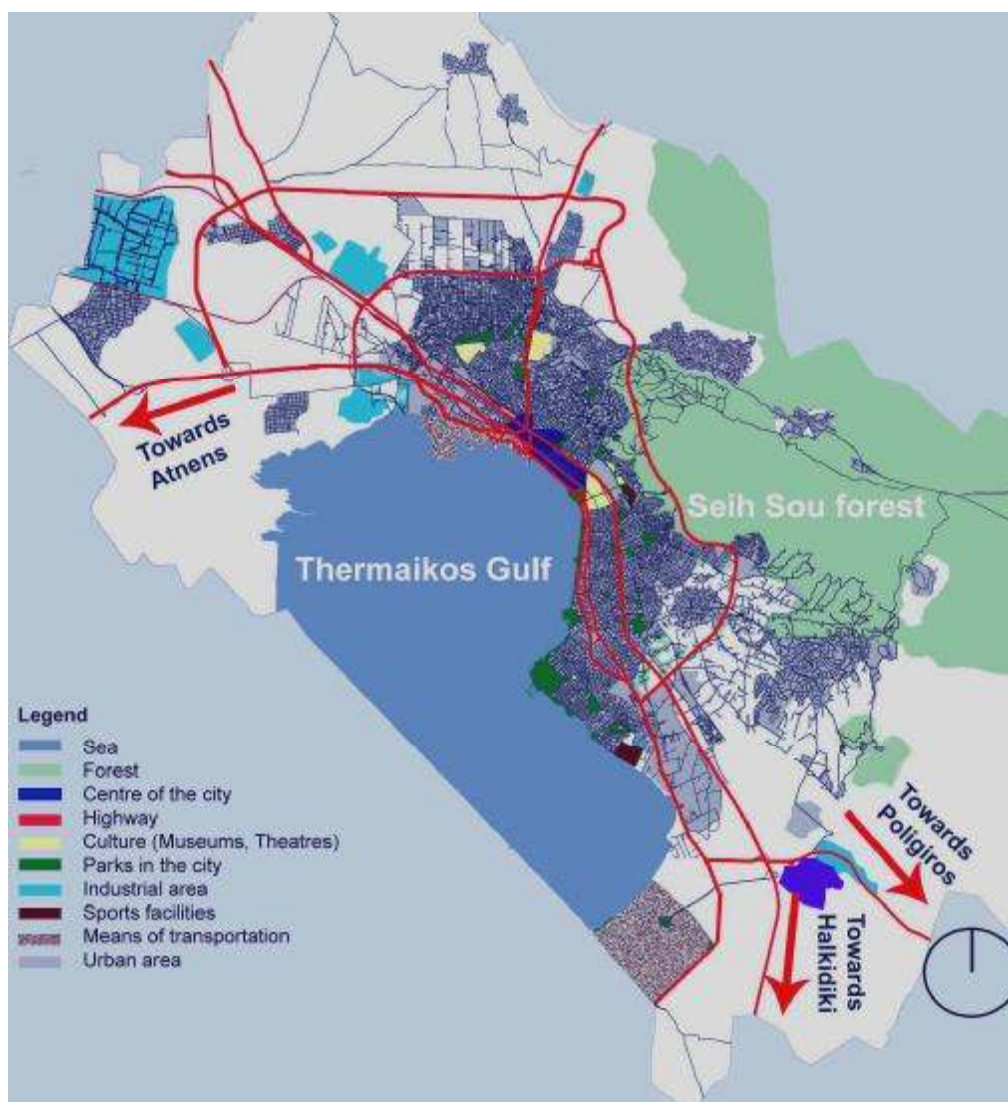 Seih Sou forest
Thermaikos Gulf
Towards
Atnens
Towards
Poligiros
Towards
Halkidiki
Legend
Sea
Forest
Centre of the city
Highway
Culture (Museums, Theatres)
Parks in the city
Industrial area
Sports facilities
Means of transportation
Urban area